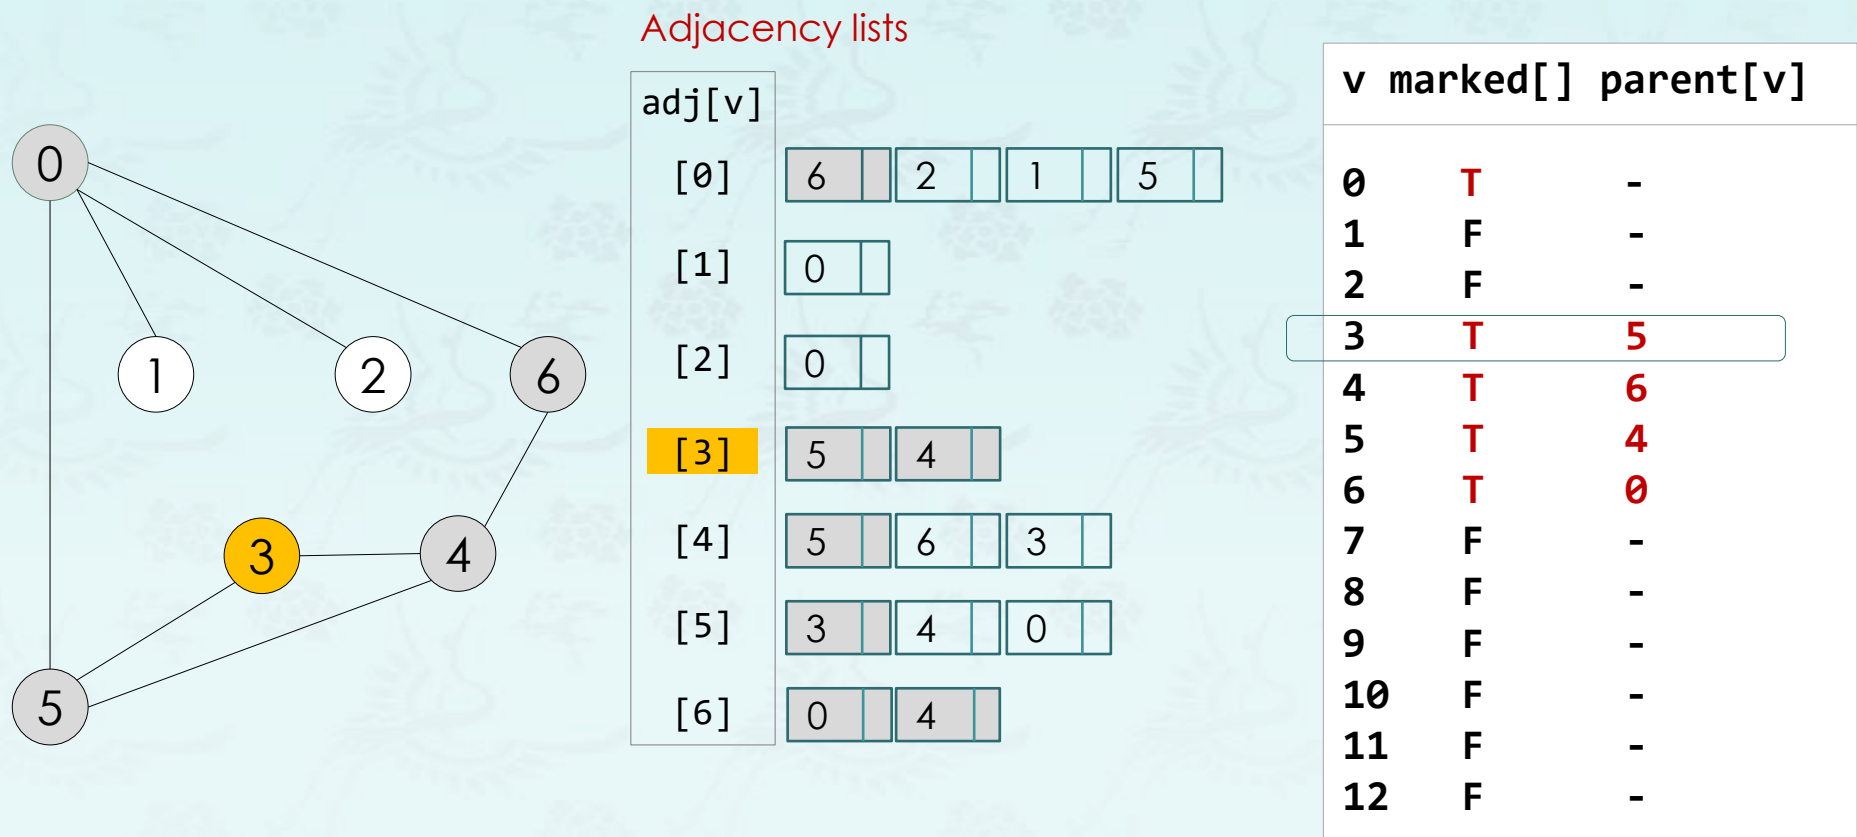 Adjacency lists
adj[v]
[0] 6 2 1 5
[1] 0
[2] 0
[3] 5 4
[4] 5 6 3
[5] 3 4 0
[6] 0 4
0
1
2
6
3
4
5
v marked[] parent[v]
0 T -
1 F -
2 F -
3 T 5
4 T 6
5 T 4
6 T 0
7 F -
8 F -
9 F -
10 F -
11 F -
12 F -